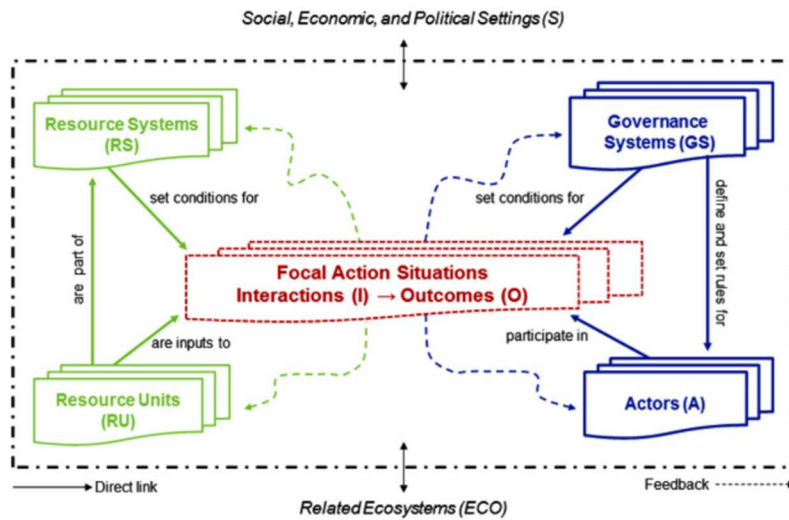 Social, Economic, and Political Settings (S)
Resource Systems
(RS)
Governance
Systems (GS)
set conditions for
set conditions for
are part of
define and set rules for
Focal Action Situations
Interactions (I) → Outcomes (O)
are inputs to
participate in
Resource Units
(RU)
Actors (A)
Direct link
Feedback
Related Ecosystems (ECO)